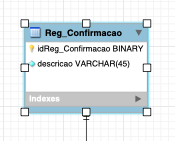 Reg_Confirmacao
idReg_Confirmacao BINARY
descricao VARCHAR(45)
Indexes